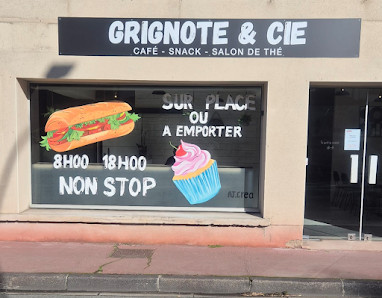 GRIGNOTE & CIE
CAFÉ - SNACK - SALON DE THÉ
SUR PLACE
OU
A EMPORTER
8H00 18H00
NON STOP